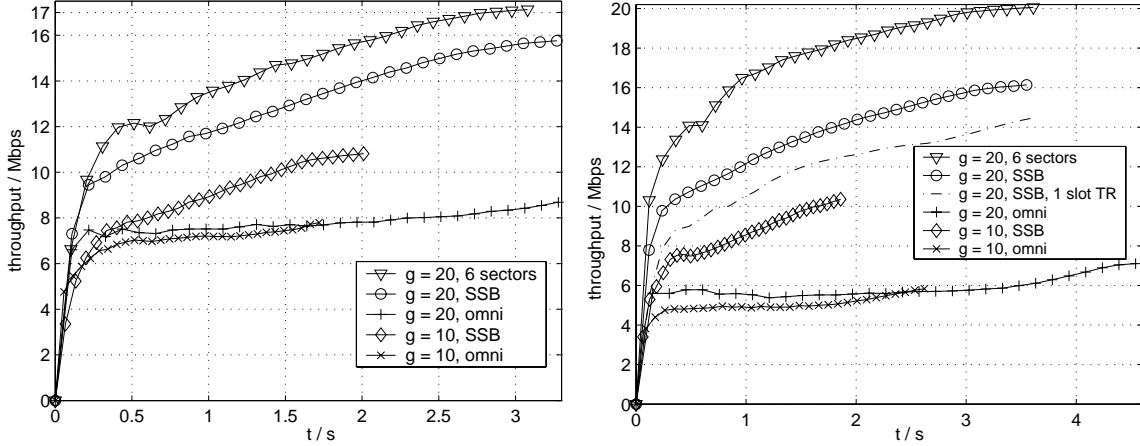 17
16
14
12
10
8
6
4
2
0
throughput / Mbps
0 0.5 1 1.5 2 2.5 3
t / s
g = 20, 6 sectors
g = 20, SSB
g = 20, omni
g = 10, SSB
g = 10, omni
20
18
16
14
12
10
8
6
4
2
0
throughput / Mbps
0 1 2 3 4
t / s
g = 20, 6 sectors
g = 20, SSB
g = 20, SSB, 1 slot TR
g = 20, omni
g = 10, SSB
g = 10, omni